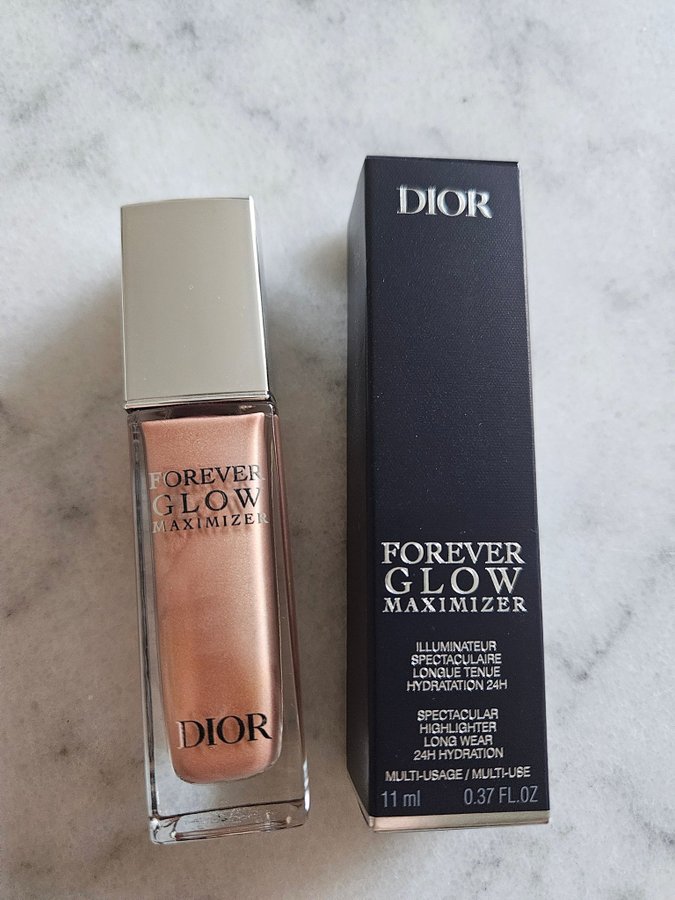 FOREVER
GLOW
MAXIMIZER
DIOR
DIOR
FOREVER
GLOW
MAXIMIZER
ILLUMINATEUR
SPECTACULAIRE
LONGUE TENUE
HYDRATATION 24H
SPECTACULAR
HIGHLIGHTER
LONG WEAR
24H HYDRATION
MULTI-USAGE / MULTI-USE
11 ml 0.37 FL.OZ